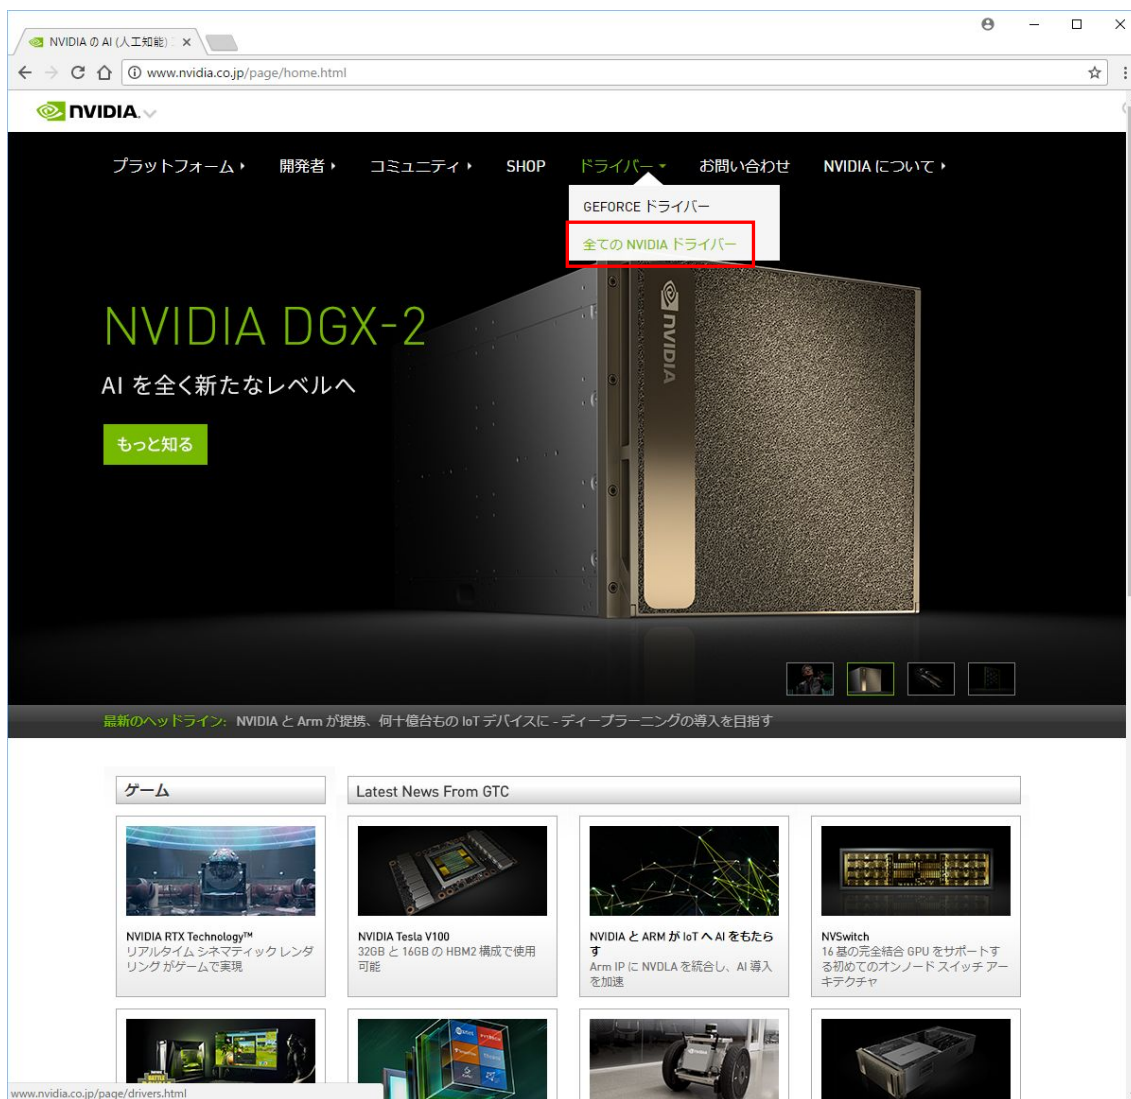 NVIDIA の AI (人工知能)
www.nvidia.co.jp/page/home.html
NVIDIA.
プラットフォーム
開発者
コミュニティ
SHOP
ドライバー
お問い合わせ
NVIDIA について
GEFORCE ドライバー
全ての NVIDIA ドライバー
NVIDIA DGX-2
AI を全く新たなレベルへ
もっと知る
NVIDIA
最新のヘッドライン: NVIDIA と Arm が提携、何十億台もの IoT デバイスに - ディープラーニングの導入を目指す
ゲーム
Latest News From GTC
NVIDIA RTX Technology™
リアルタイム シネマティック レンダ
リング がゲームで実現
NVIDIA Tesla V100
32GB と 16GB の HBM2 構成で使用
可能
NVIDIA と ARM が IoT へ AI をもたら
す
Arm IP に NVDLA を統合し、AI 導入
を加速
NVSwitch
16 基の完全結合 GPU をサポートす
る初めてのオンノード スイッチ アー
キテクチャ
www.nvidia.co.jp/page/drivers.html